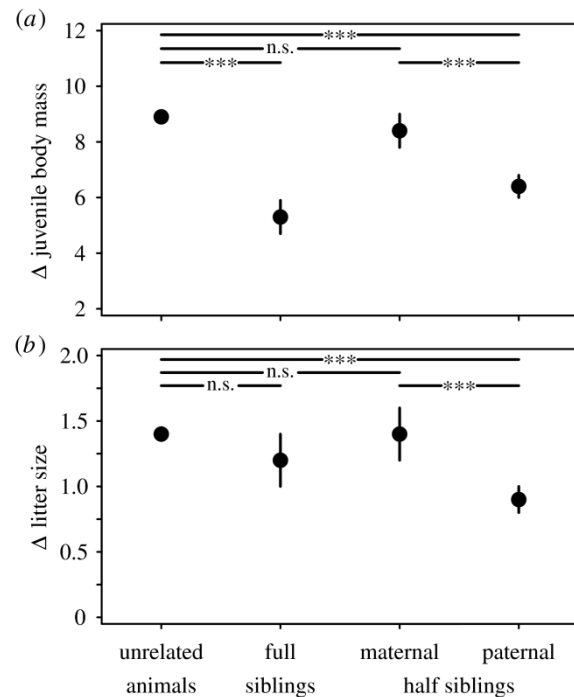 (a)
12
10
8
6
4
2
Δ juvenile body mass
***
n.s.
*** ***
(b)
2.0
1.5
1.0
0.5
0
Δ litter size
***
n.s.
n.s. ***
unrelated full maternal paternal
animals siblings half siblings